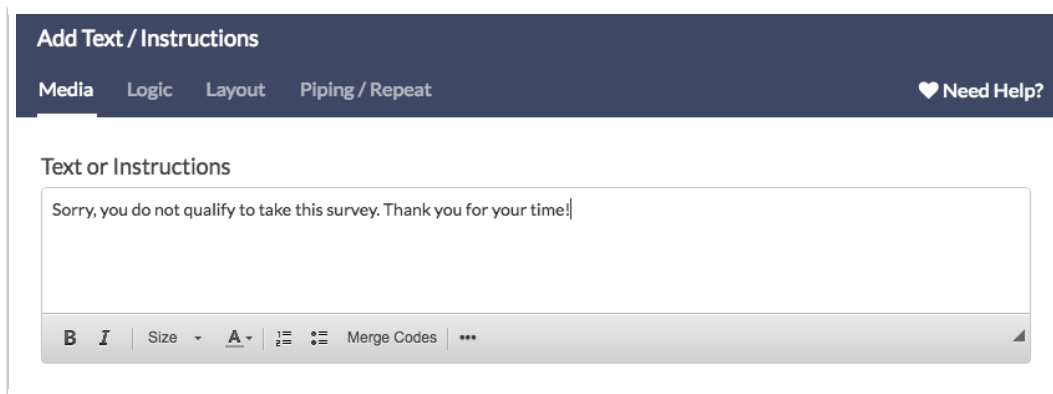 Add Text / Instructions
Media Logic Layout Piping / Repeat Need Help?
Text or Instructions
Sorry, you do not qualify to take this survey. Thank you for your time!
B I Size A Merge Codes •••